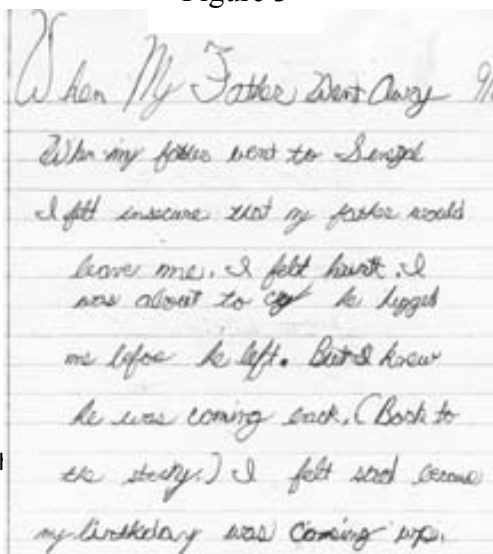 When My Father Went Away
When my father went to Senegal
I felt insecure that my father would
leave me. I felt hurt. I
was about to cry he hugged
me before he left. But I knew
he was coming back. (Back to
the story.) I felt sad because
my birthday was coming up.